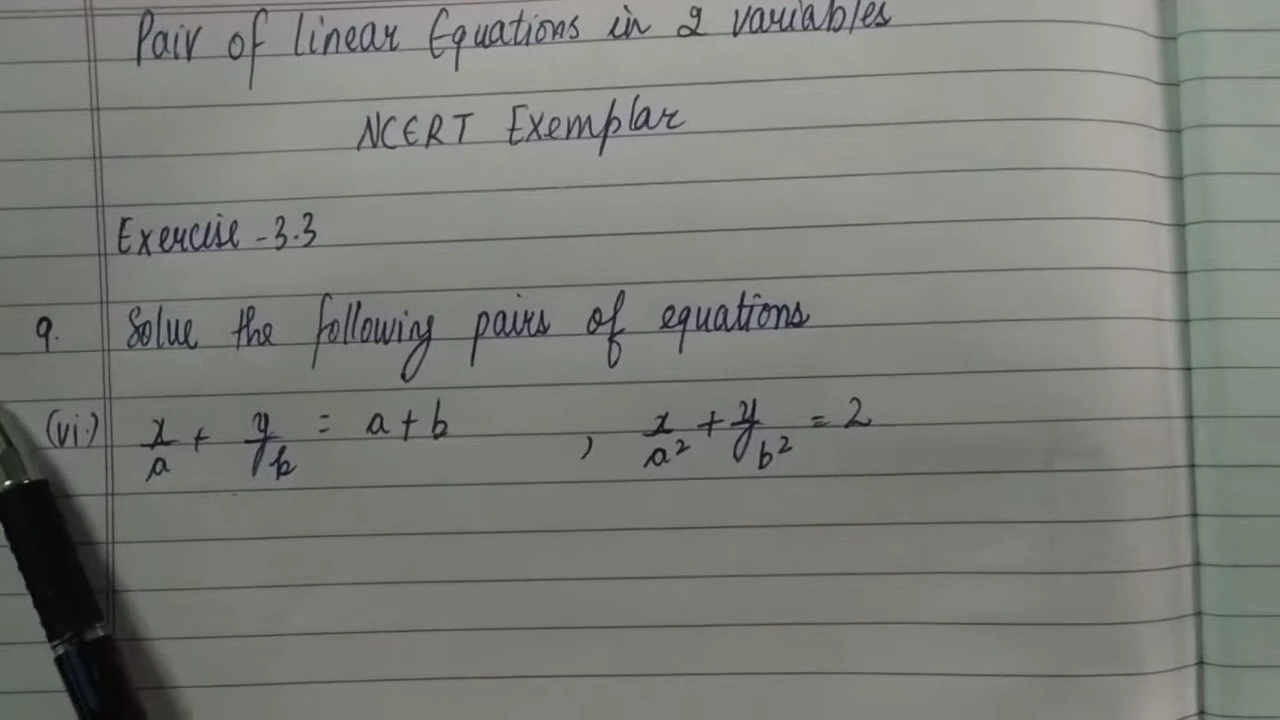 Pair of linear Equations in 2 variables
NCERT Exemplar
Exercise - 3.3
9. Solve the following pairs of equations
(vi.) x/a + y/b = a + b , x/a² + y/b² = 2